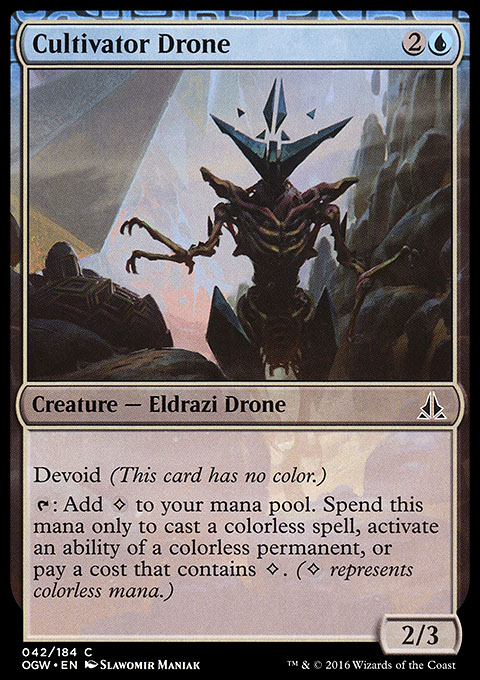 Cultivator Drone 2
Creature — Eldrazi Drone
Devoid (This card has no color.)
: Add ◇ to your mana pool. Spend this
mana only to cast a colorless spell, activate
an ability of a colorless permanent, or
pay a cost that contains ◇. (◇ represents
colorless mana.)
2/3
042/184 C
OGW • EN Slawomir Maniak
™ & © 2016 Wizards of the Coast